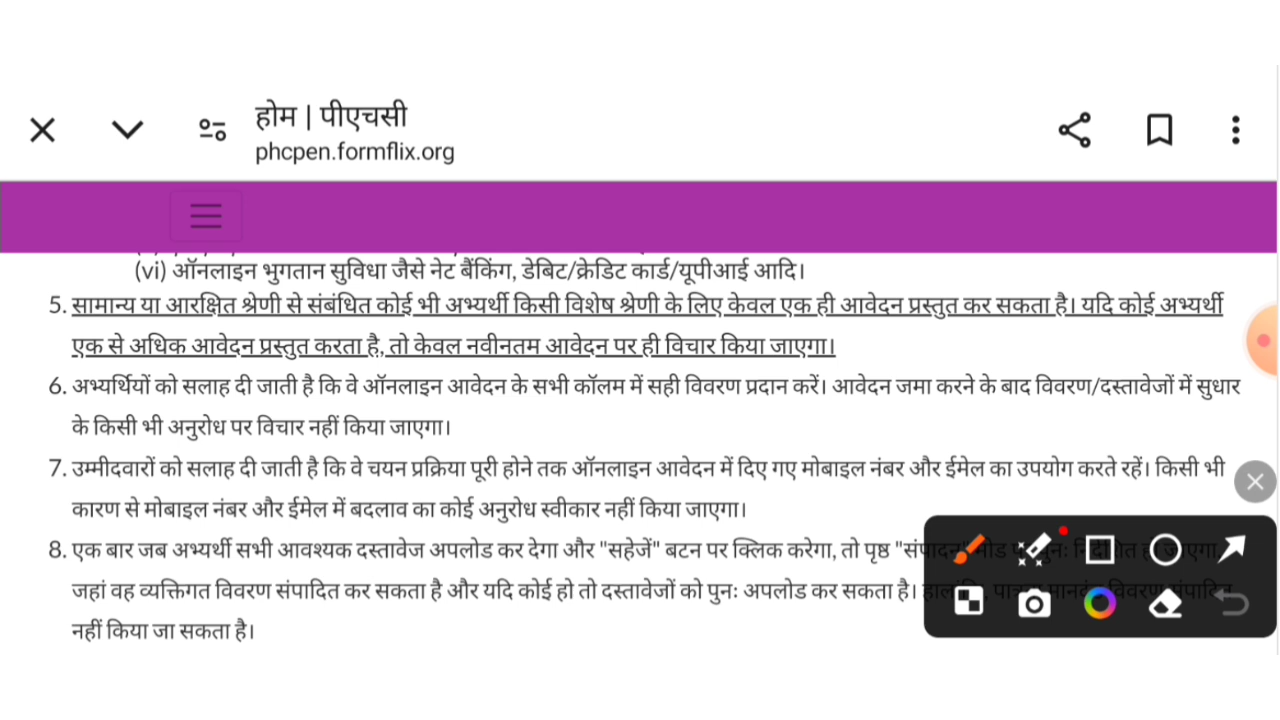 होम | पीएचसी
phcpen.formflix.org
(vi) ऑनलाइन भुगतान सुविधा जैसे नेट बैंकिंग, डेबिट/क्रेडिट कार्ड/यूपीआई आदि।
5. सामान्य या आरक्षित श्रेणी से संबंधित कोई भी अभ्यर्थी किसी विशेष श्रेणी के लिए केवल एक ही आवेदन प्रस्तुत कर सकता है। यदि कोई अभ्यर्थी
एक से अधिक आवेदन प्रस्तुत करता है, तो केवल नवीनतम आवेदन पर ही विचार किया जाएगा।
6. अभ्यर्थियों को सलाह दी जाती है कि वे ऑनलाइन आवेदन के सभी कॉलम में सही विवरण प्रदान करें। आवेदन जमा करने के बाद विवरण/दस्तावेजों में सुधार
के किसी भी अनुरोध पर विचार नहीं किया जाएगा।
7. उम्मीदवारों को सलाह दी जाती है कि वे चयन प्रक्रिया पूरी होने तक ऑनलाइन आवेदन में दिए गए मोबाइल नंबर और ईमेल का उपयोग करते रहें। किसी भी
कारण से मोबाइल नंबर और ईमेल में बदलाव का कोई अनुरोध स्वीकार नहीं किया जाएगा।
8. एक बार जब अभ्यर्थी सभी आवश्यक दस्तावेज अपलोड कर देगा और "सहेजें" बटन पर क्लिक करेगा, तो पृष्ठ "संपादन"
जहां वह व्यक्तिगत विवरण संपादित कर सकता है और यदि कोई हो तो दस्तावेजों को पुनः अपलोड कर सकता है। विवरण
नहीं किया जा सकता है।